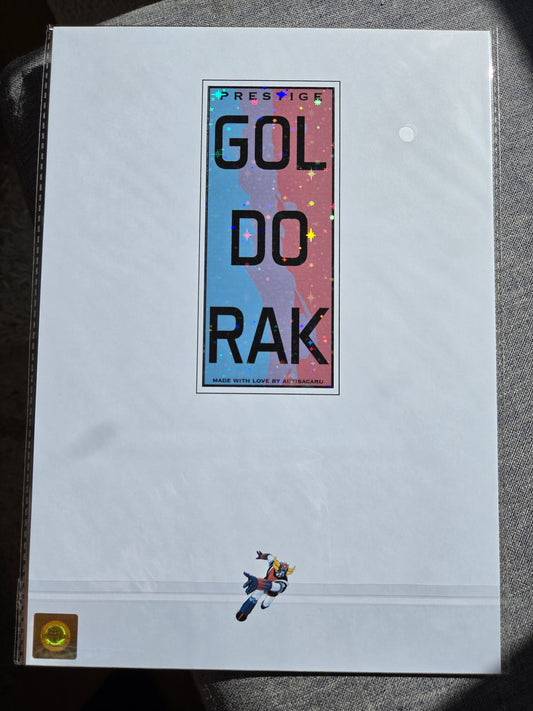 PRESTIGE
GOL
DO
RAK
MADE WITH LOVE BY ARTISACARD